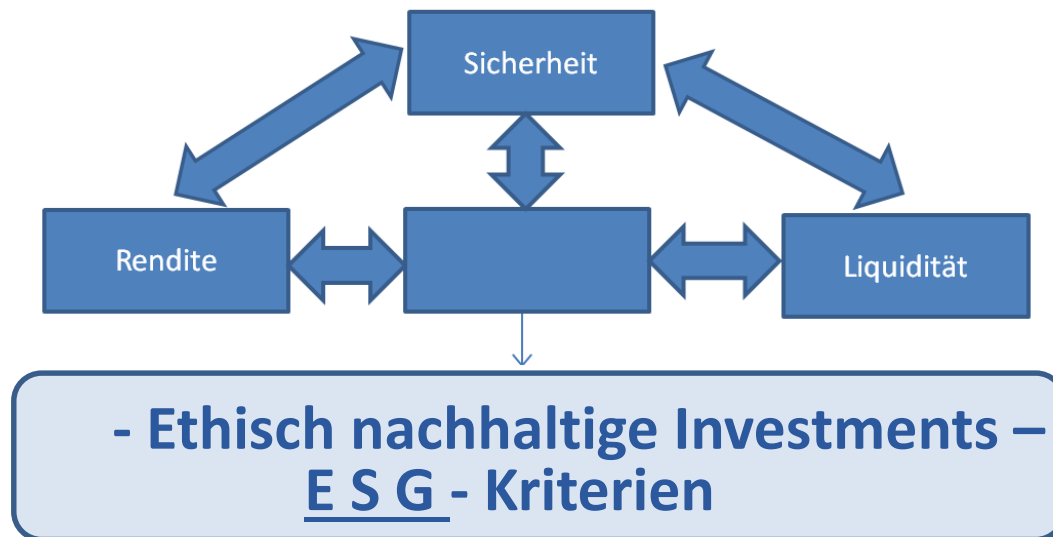 Sicherheit
Rendite
Liquidität
- Ethisch nachhaltige Investments –
E S G - Kriterien